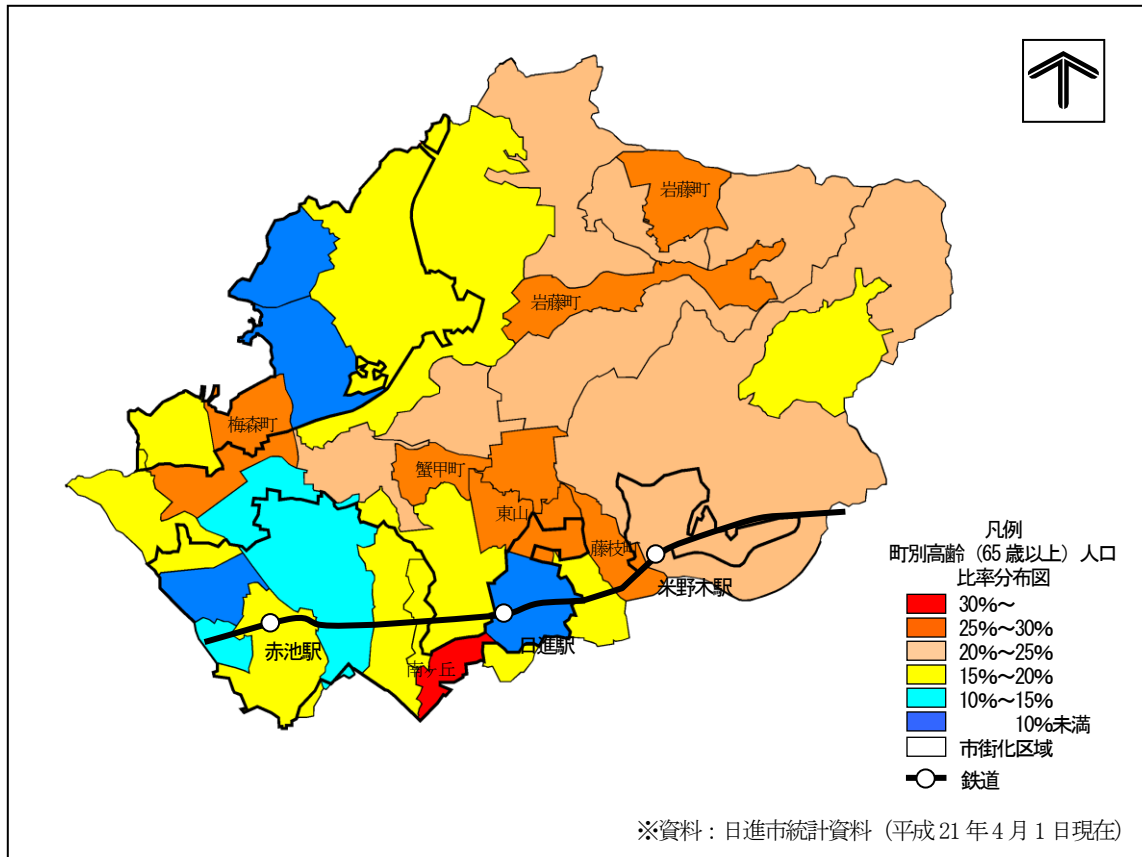 岩藤町
岩藤町
梅森町
蟹甲町
東山
藤枝町
米野木駅
赤池駅
日進駅
南ヶ丘
凡例
町別高齢（65歳以上）人口
比率分布図
30%～
25%～30%
20%～25%
15%～20%
10%～15%
10%未満
市街化区域
鉄道
※資料：日進市統計資料（平成21年4月1日現在）